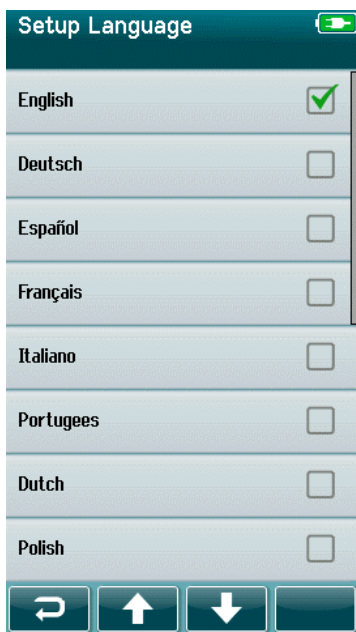 Setup Language
English
Deutsch
Español
Français
Italiano
Portugees
Dutch
Polish